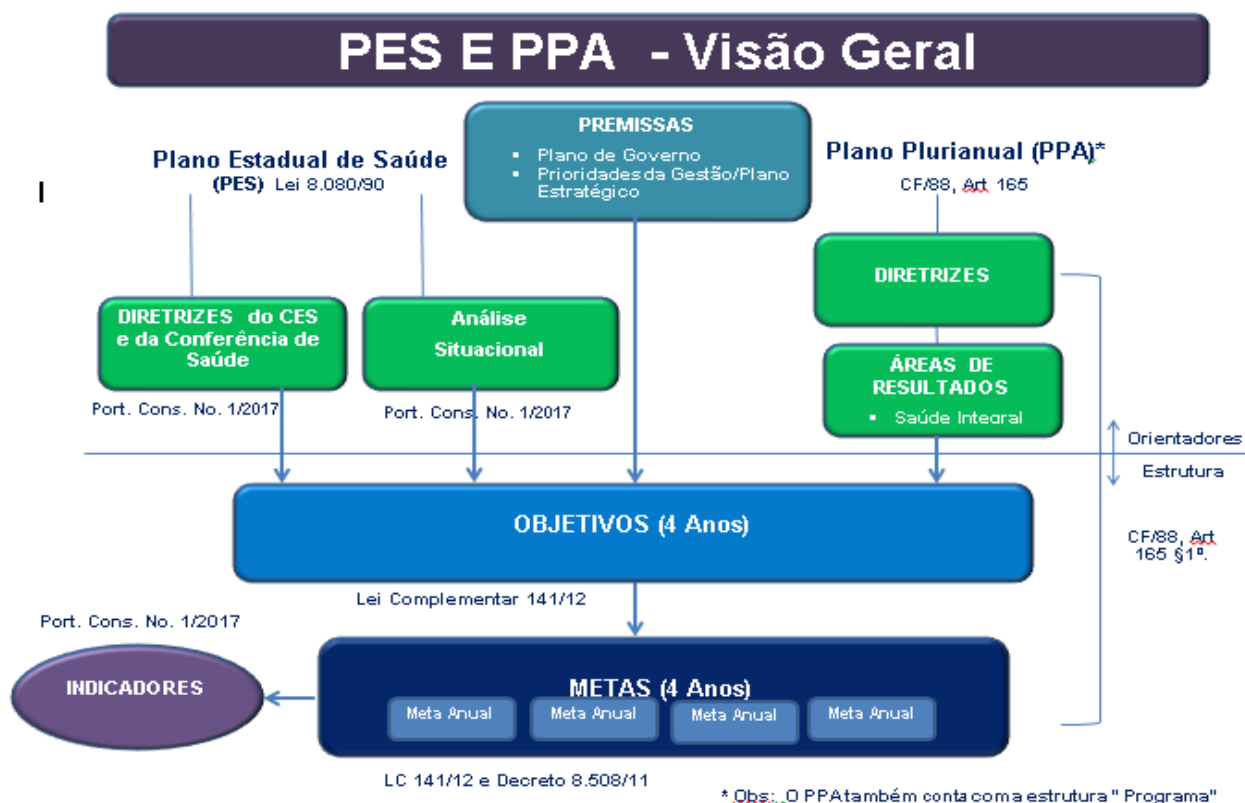 PES E PPA - Visão Geral
PREMISSAS
▪ Plano de Governo
▪ Prioridades da Gestão/Plano
Estratégico
Plano Estadual de Saúde
(PES) Lei 8.080/90
Plano Plurianual (PPA)*
CF/88, Art 165
I
DIRETRIZES do CES
e da Conferência de
Saúde
Análise
Situacional
DIRETRIZES
ÁREAS DE
RESULTADOS
▪ Saúde Integral
Port. Cons. No. 1/2017
Port. Cons. No. 1/2017
Orientadores
Estrutura
OBJETIVOS (4 Anos)
CF/88, Art
165 §1º.
Lei Complementar 141/12
Port. Cons. No. 1/2017
INDICADORES
METAS (4 Anos)
Meta Anual
Meta Anual
Meta Anual
Meta Anual
LC 141/12 e Decreto 8.508/11
* Obs: O PPA também conta com a estrutura " Programa"